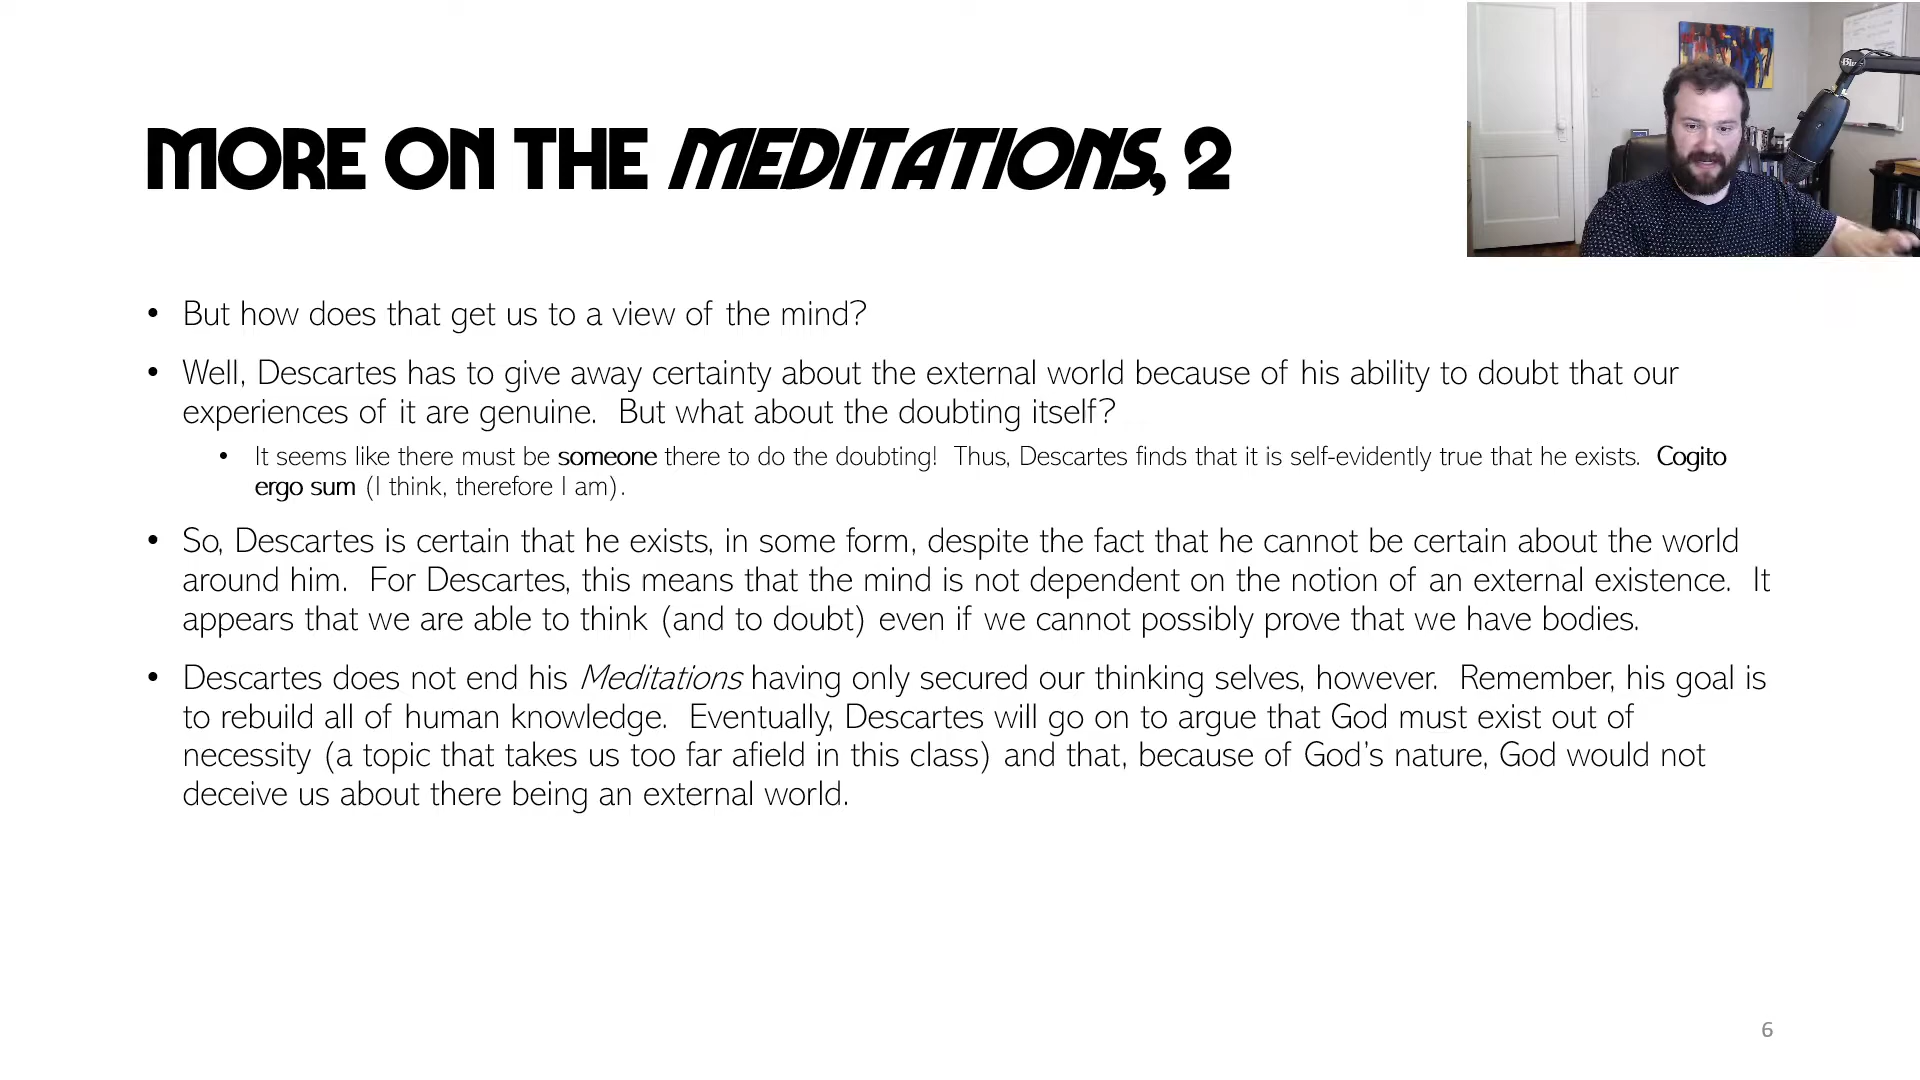 MORE ON THE MEDITATIONS, 2
• But how does that get us to a view of the mind?
• Well, Descartes has to give away certainty about the external world because of his ability to doubt that our
experiences of it are genuine.  But what about the doubting itself?
• It seems like there must be someone there to do the doubting!  Thus, Descartes finds that it is self-evidently true that he exists.  Cogito
ergo sum (I think, therefore I am).
• So, Descartes is certain that he exists, in some form, despite the fact that he cannot be certain about the world
around him.  For Descartes, this means that the mind is not dependent on the notion of an external existence.  It
appears that we are able to think (and to doubt) even if we cannot possibly prove that we have bodies.
• Descartes does not end his Meditations having only secured our thinking selves, however.  Remember, his goal is
to rebuild all of human knowledge.  Eventually, Descartes will go on to argue that God must exist out of
necessity (a topic that takes us too far afield in this class) and that, because of God's nature, God would not
deceive us about there being an external world.
6